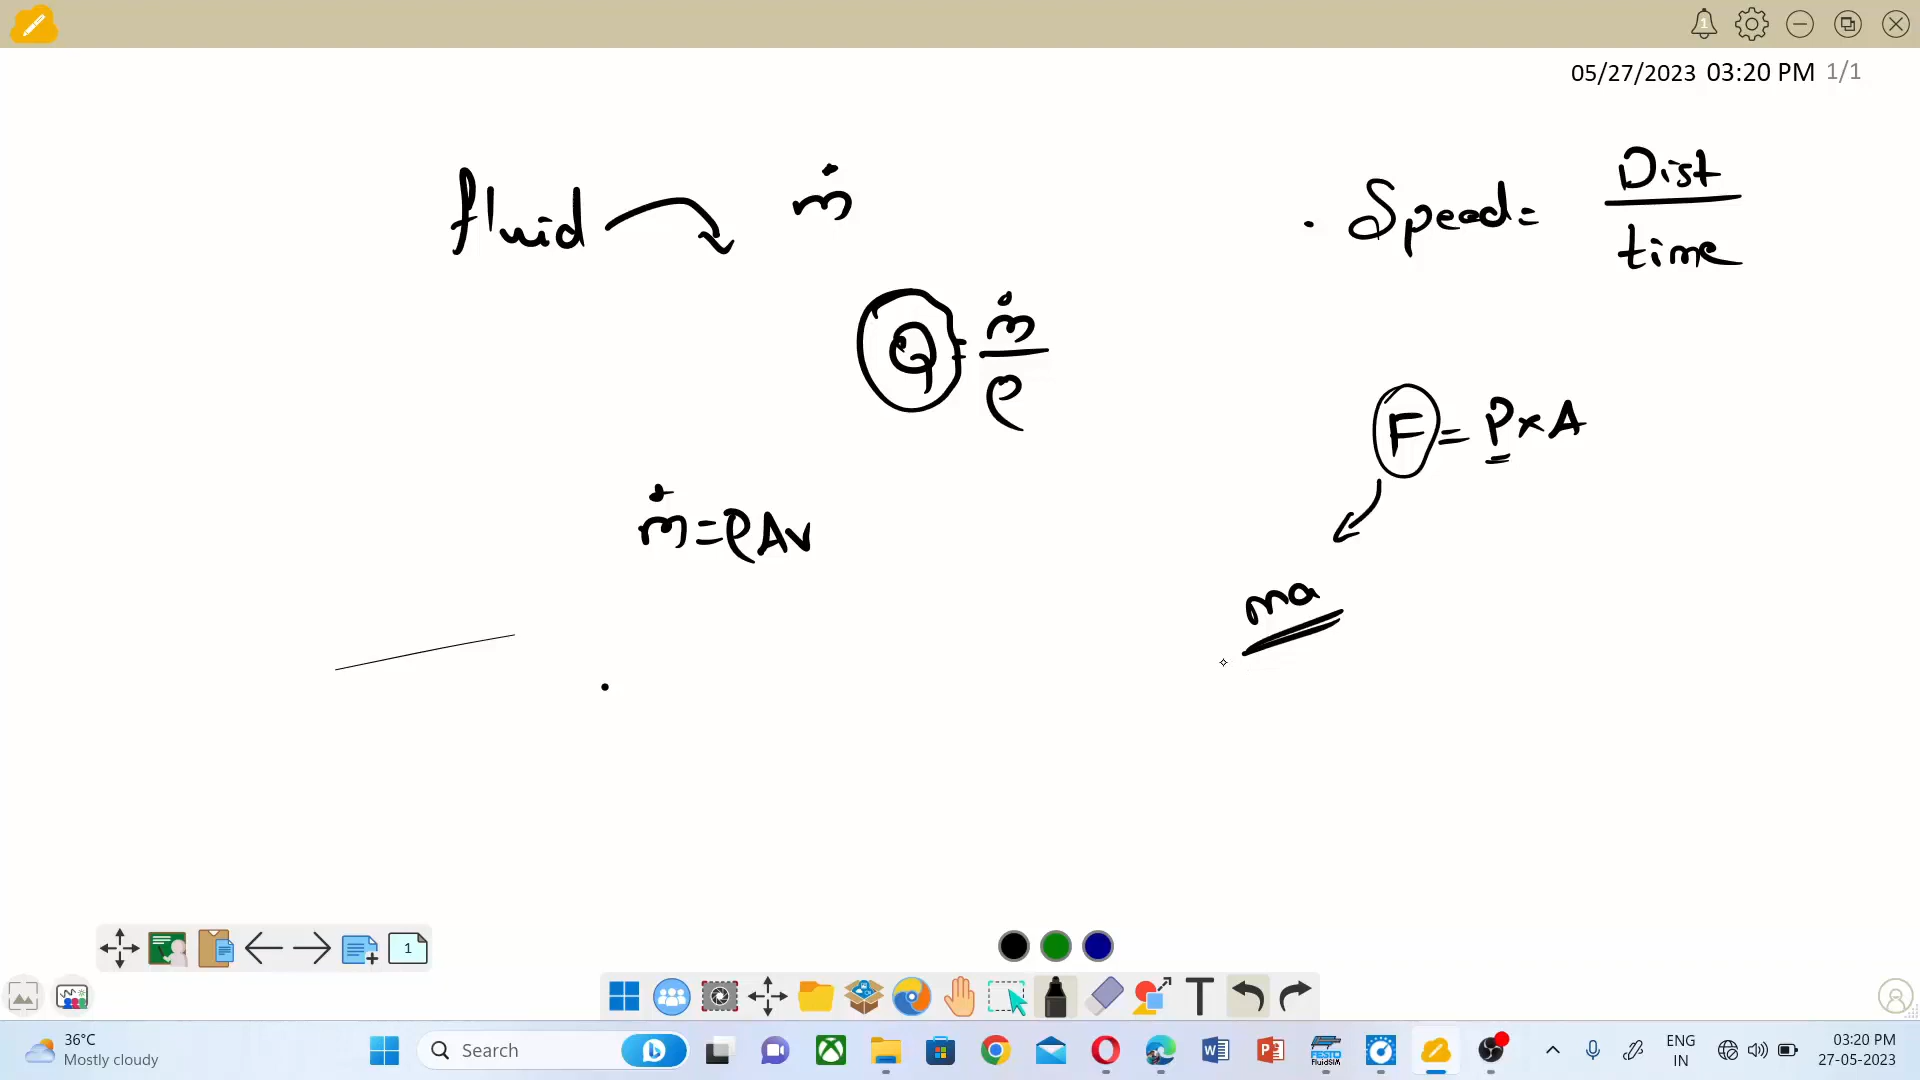 05/27/2023 03:20 PM 1/1
fluid ṁ
. Speed = Dist / time
Q = ṁ / ρ
F = P × A
ṁ = ρAv
ma
1
36°C
Mostly cloudy
Search
ENG
IN
03:20 PM
27-05-2023